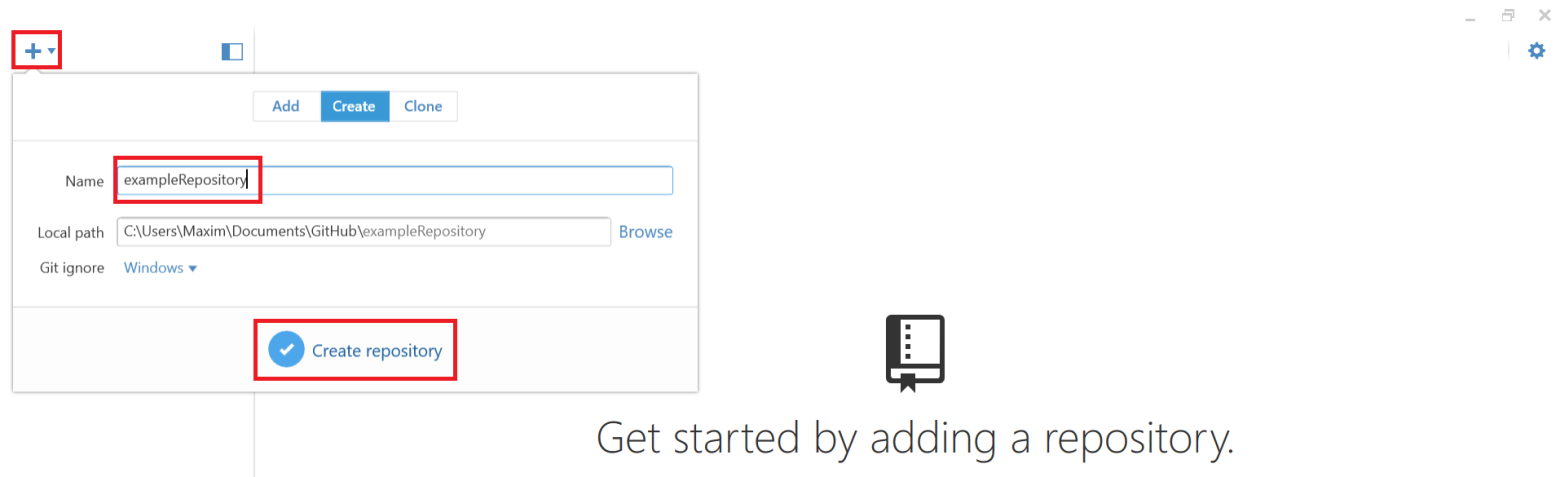 Add Create Clone
Name exampleRepository
Local path C:\Users\Maxim\Documents\GitHub\exampleRepository Browse
Git ignore Windows
Create repository
Get started by adding a repository.